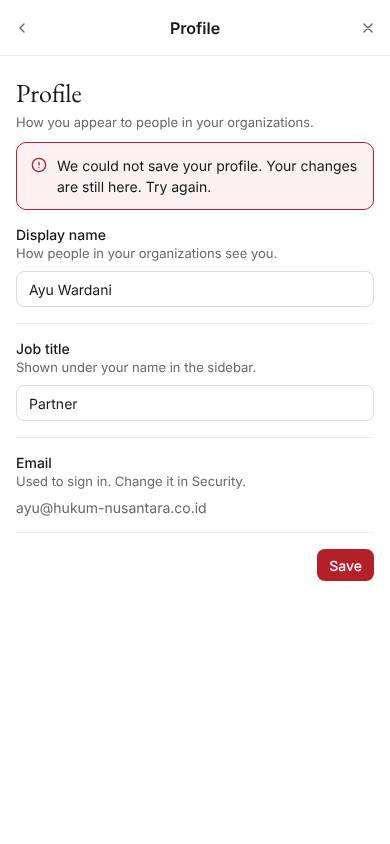 Profile
Profile
How you appear to people in your organizations.
We could not save your profile. Your changes
are still here. Try again.
Display name
How people in your organizations see you.
Ayu Wardani
Job title
Shown under your name in the sidebar.
Partner
Email
Used to sign in. Change it in Security.
ayu@hukum-nusantara.co.id
Save